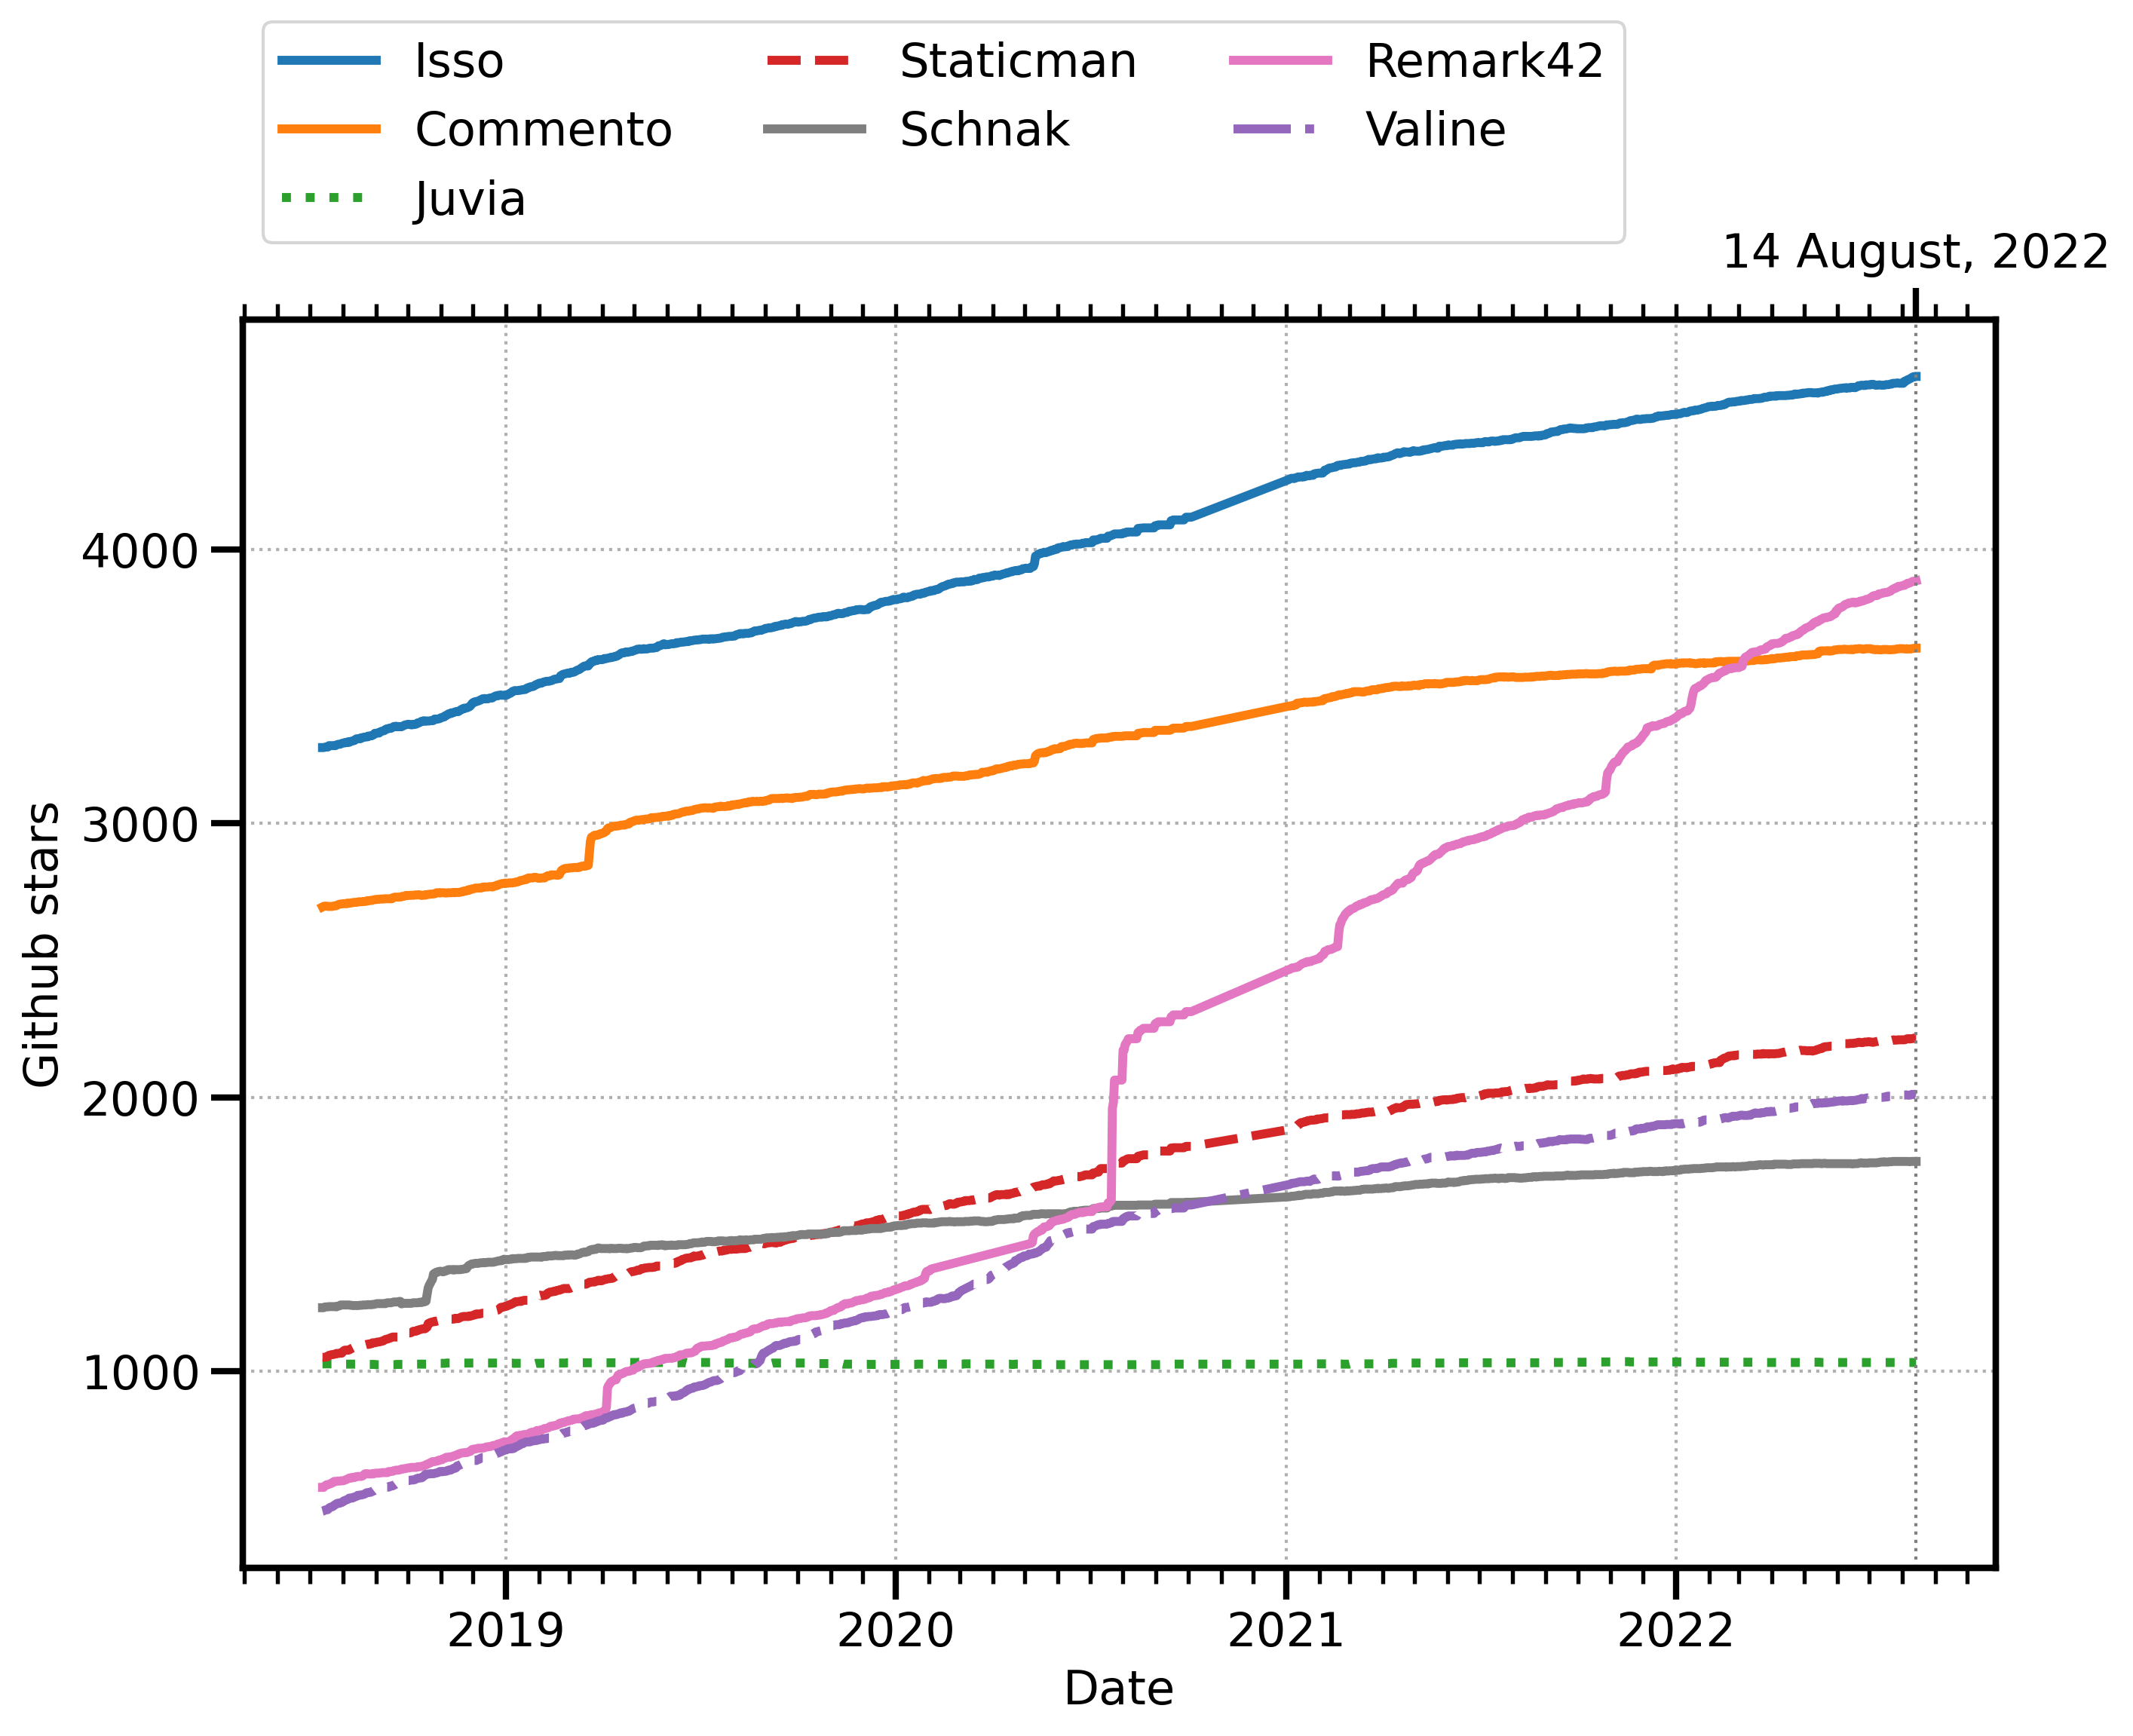 Isso
Commento
Juvia
Staticman
Schnak
Remark42
Valine
14 August, 2022
4000
3000
2000
1000
Github stars
2019
2020
2021
2022
Date